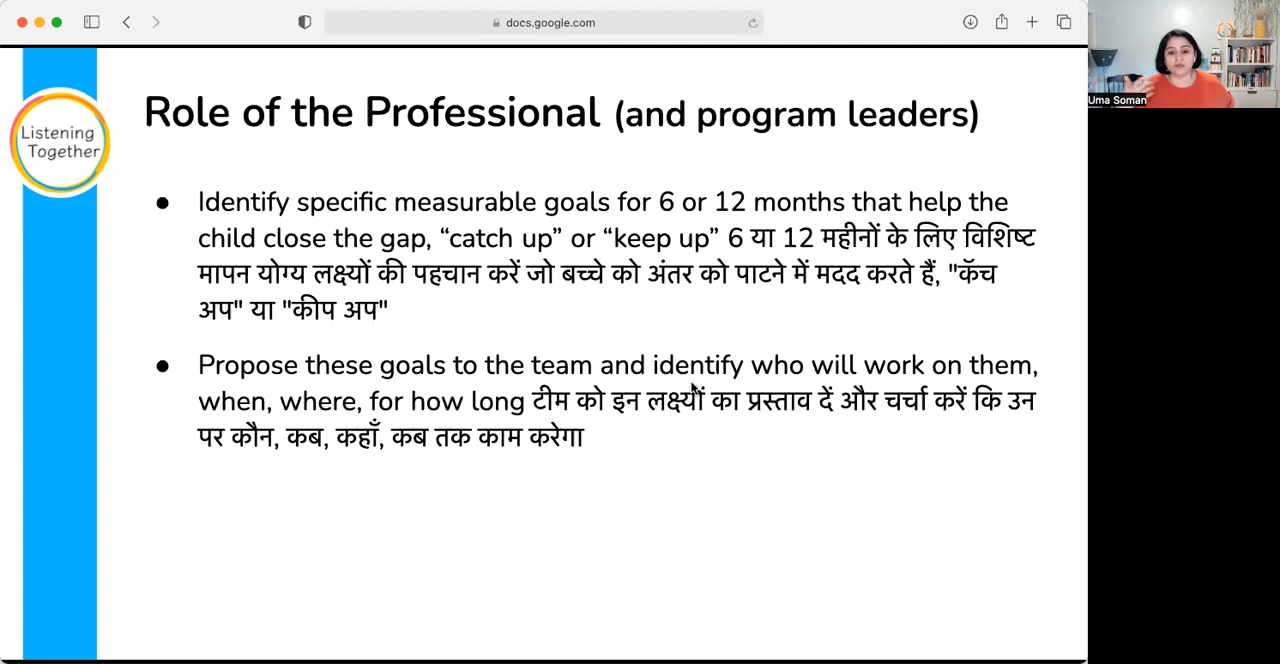 docs.google.com
Uma Soman
Listening
Together
Role of the Professional (and program leaders)
● Identify specific measurable goals for 6 or 12 months that help the
child close the gap, “catch up” or “keep up” 6 या 12 महीनों के लिए विशिष्ट
मापन योग्य लक्ष्यों की पहचान करें जो बच्चे को अंतर को पाटने में मदद करते हैं, "कॅच
अप" या "कीप अप"
● Propose these goals to the team and identify who will work on them,
when, where, for how long टीम को इन लक्ष्यों का प्रस्ताव दें और चर्चा करें कि उन
पर कौन, कब, कहाँ, कब तक काम करेगा